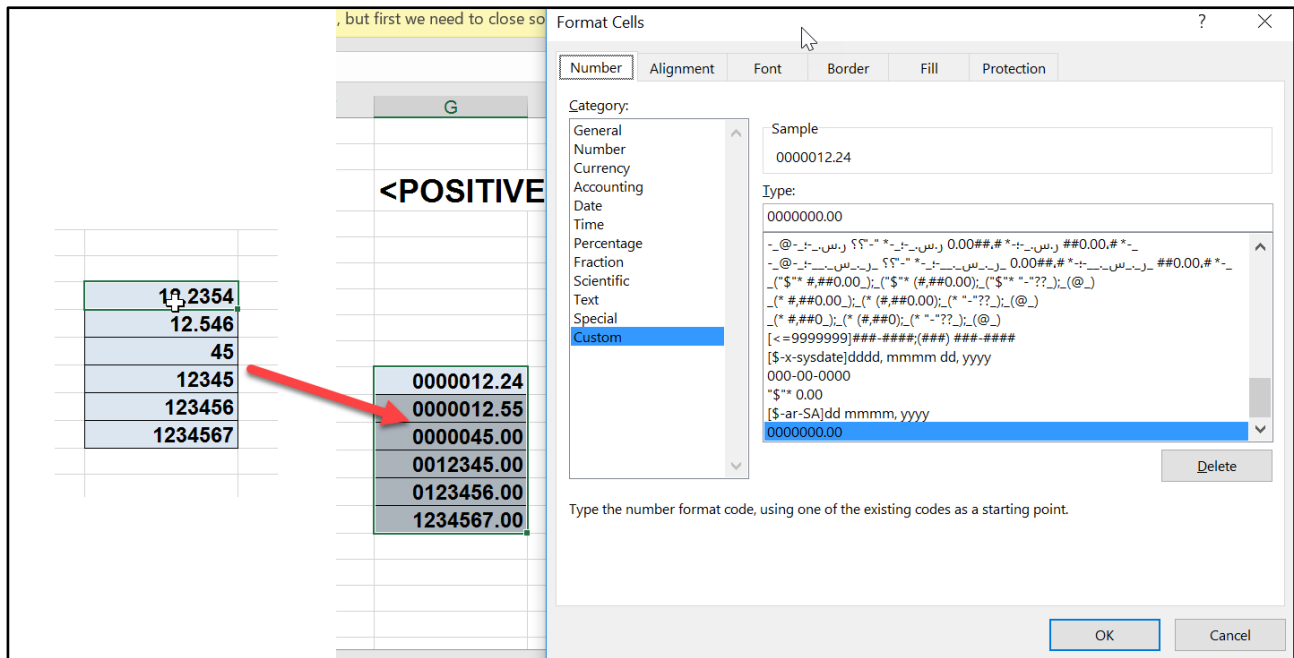 , but first we need to close so
Format Cells
?
Number
Alignment
Font
Border
Fill
Protection
G
<POSITIVE
12.546
45
12345
123456
1234567
0000012.24
0000012.55
0000045.00
0012345.00
0123456.00
1234567.00
Category:
General
Number
Currency
Accounting
Date
Time
Percentage
Fraction
Scientific
Text
Special
Custom
Sample
0000012.24
Type:
0000000.00
_("$"* #,##0.00_);_("$"* (#,##0.00);_("$"* "-"??_);_(@_)
_(* #,##0.00_);_(* (#,##0.00);_(* "-"??_);_(@_)
_(* #,##0_);_(* (#,##0);_(* "-"??_);_(@_)
[<=9999999]###-####;(###) ###-####
[$-x-sysdate]dddd, mmmm dd, yyyy
000-00-0000
"$"* 0.00
[$-ar-SA]dd mmmm, yyyy
0000000.00
Delete
Type the number format code, using one of the existing codes as a starting point.
OK
Cancel